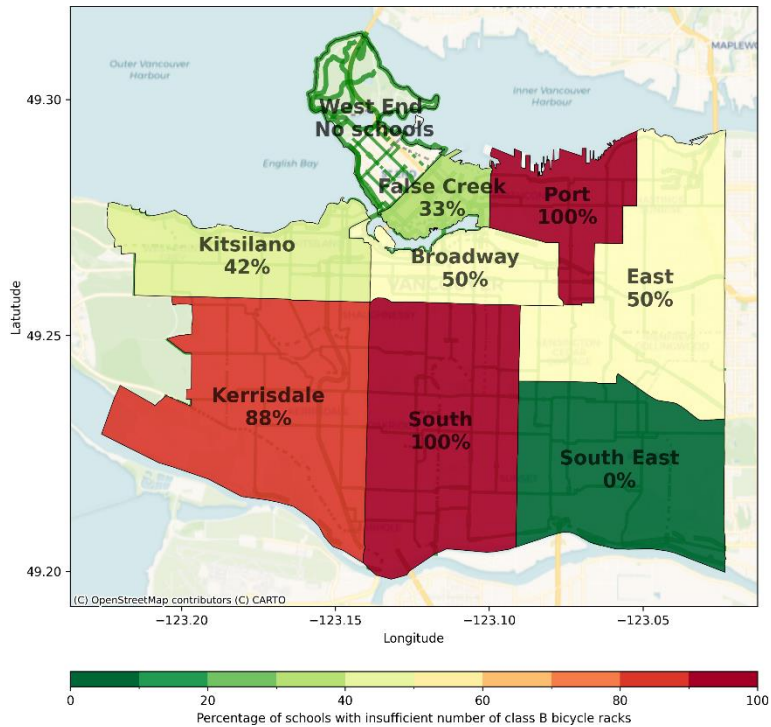 MAPLEW
Outer Vancouver
Harbour
49.30
West End
No schools
Inner Vancouver
Harbour
English Bay
False Creek
33%
Port
100%
Kitsilano
42%
Broadway
50%
East
50%
VANCOUVER
Latutude
49.25
Kerrisdale
88%
South
100%
South East
0%
49.20
(C) OpenStreetMap contributors (C) CARTO
−123.20 −123.15 −123.10 −123.05
Longitude
0 20 40 60 80 100
Percentage of schools with insufficient number of class B bicycle racks